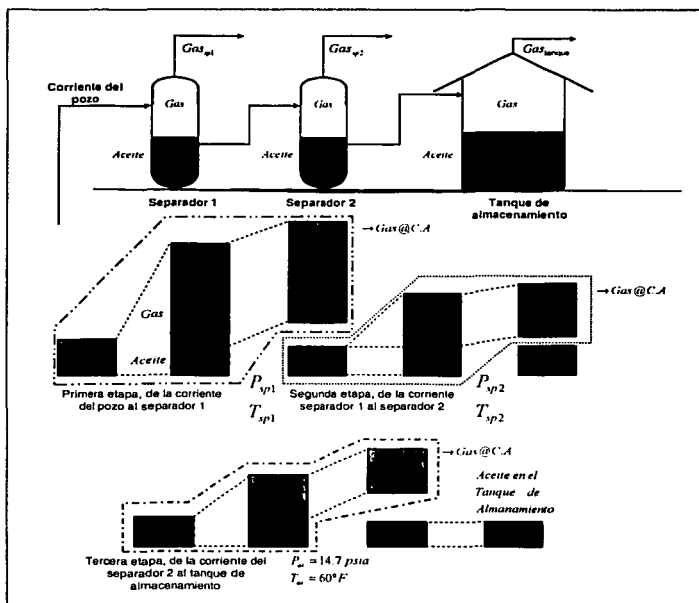 Gas_sp1
Gas_sp2
Gas_tanque
Corriente del
pozo
Gas
Gas
Gas
Aceite
Aceite
Aceite
Separador 1
Separador 2
Tanque de
almacenamiento
→Gas@C.A
Gas
Aceite
→Gas@C.A
P_sp1
T_sp1
P_sp2
T_sp2
Primera etapa, de la corriente
del pozo al separador 1
Segunda etapa, de la corriente
separador 1 al separador 2
→Gas@C.A
Aceite en el
Tanque de
Almanamiento
Tercera etapa, de la corriente del
separador 2 al tanque de
almacenamiento
= 14.7 psia
= 60°F